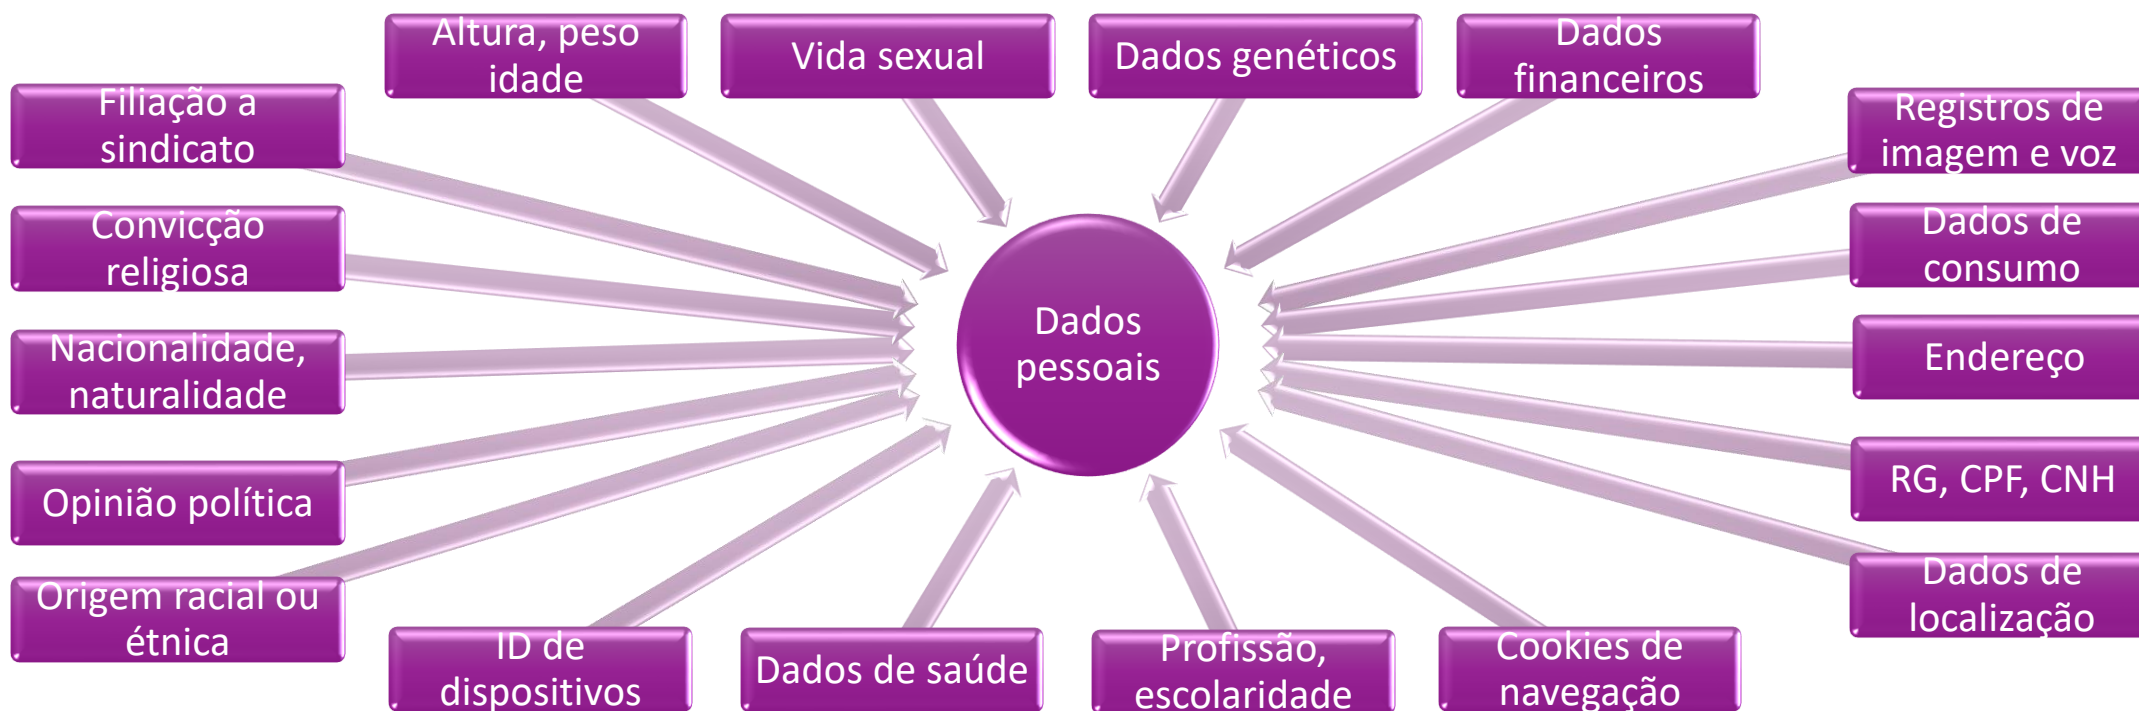 Altura, peso
idade
Vida sexual
Dados genéticos
Dados
financeiros
Filiação a
sindicato
Registros de
imagem e voz
Convicção
religiosa
Dados de
consumo
Nacionalidade,
naturalidade
Dados
pessoais
Endereço
Opinião política
RG, CPF, CNH
Origem racial ou
étnica
Dados de
localização
ID de
dispositivos
Dados de saúde
Profissão,
escolaridade
Cookies de
navegação